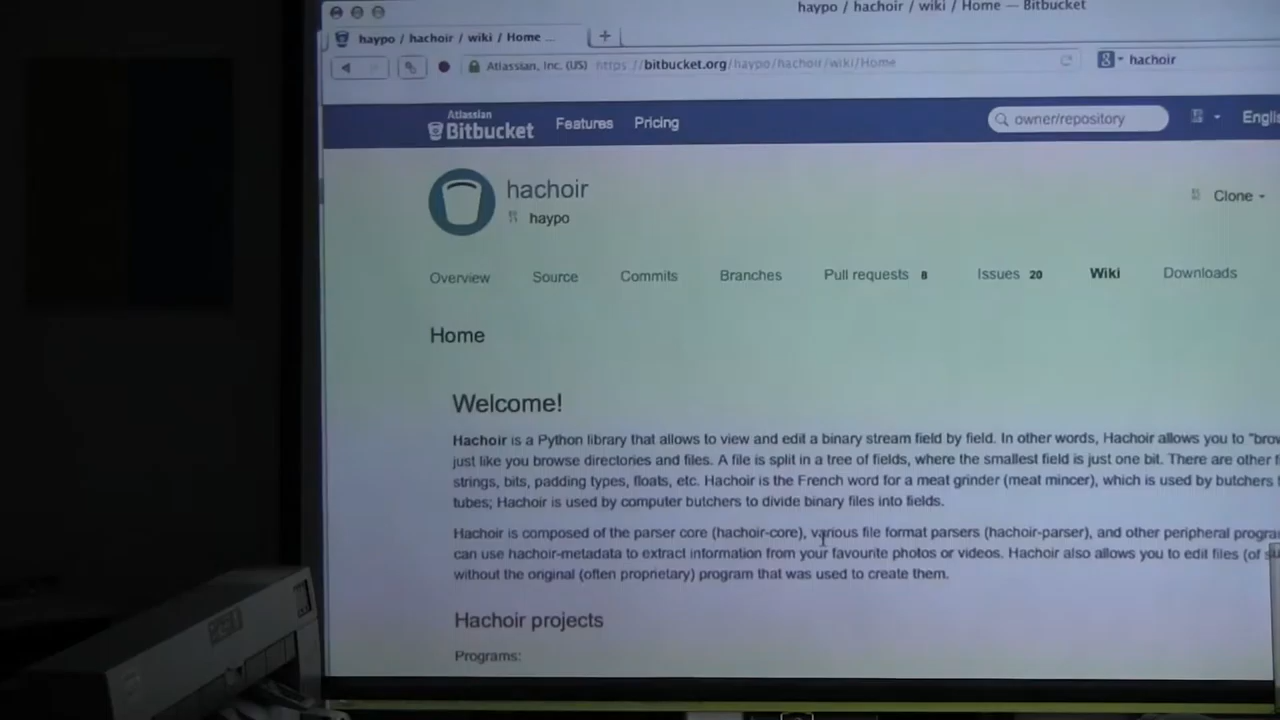 haypo / hachoir / wiki / Home — Bitbucket
haypo / hachoir / wiki / Home ...
Atlassian, Inc. (US) https://bitbucket.org/haypo/hachoir/wiki/Home
hachoir
Atlassian
Bitbucket Features Pricing owner/repository
hachoir
haypo
Clone
Overview Source Commits Branches Pull requests 8 Issues 20 Wiki Downloads
Home
Welcome!
Hachoir is a Python library that allows to view and edit a binary stream field by field. In other words, Hachoir allows you to "brow
just like you browse directories and files. A file is split in a tree of fields, where the smallest field is just one bit. There are other f
strings, bits, padding types, floats, etc. Hachoir is the French word for a meat grinder (meat mincer), which is used by butchers t
tubes; Hachoir is used by computer butchers to divide binary files into fields.
Hachoir is composed of the parser core (hachoir-core), various file format parsers (hachoir-parser), and other peripheral progra
can use hachoir-metadata to extract information from your favourite photos or videos. Hachoir also allows you to edit files (of
without the original (often proprietary) program that was used to create them.
Hachoir projects
Programs: